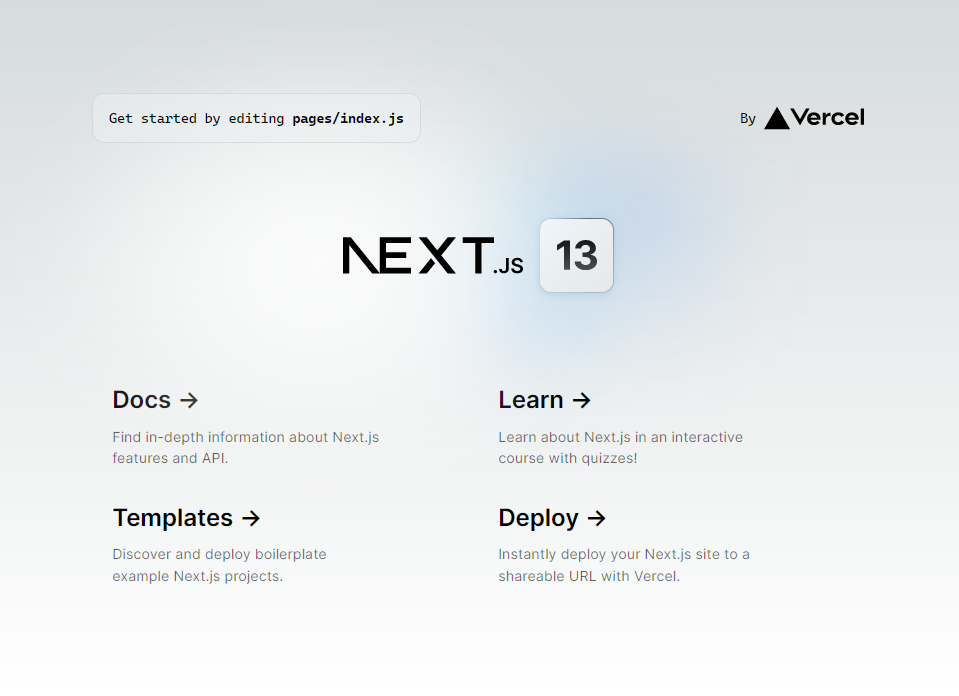 Get started by editing pages/index.js
By Vercel
NEXT.JS 13
Docs →
Find in-depth information about Next.js
features and API.
Learn →
Learn about Next.js in an interactive
course with quizzes!
Templates →
Discover and deploy boilerplate
example Next.js projects.
Deploy →
Instantly deploy your Next.js site to a
shareable URL with Vercel.